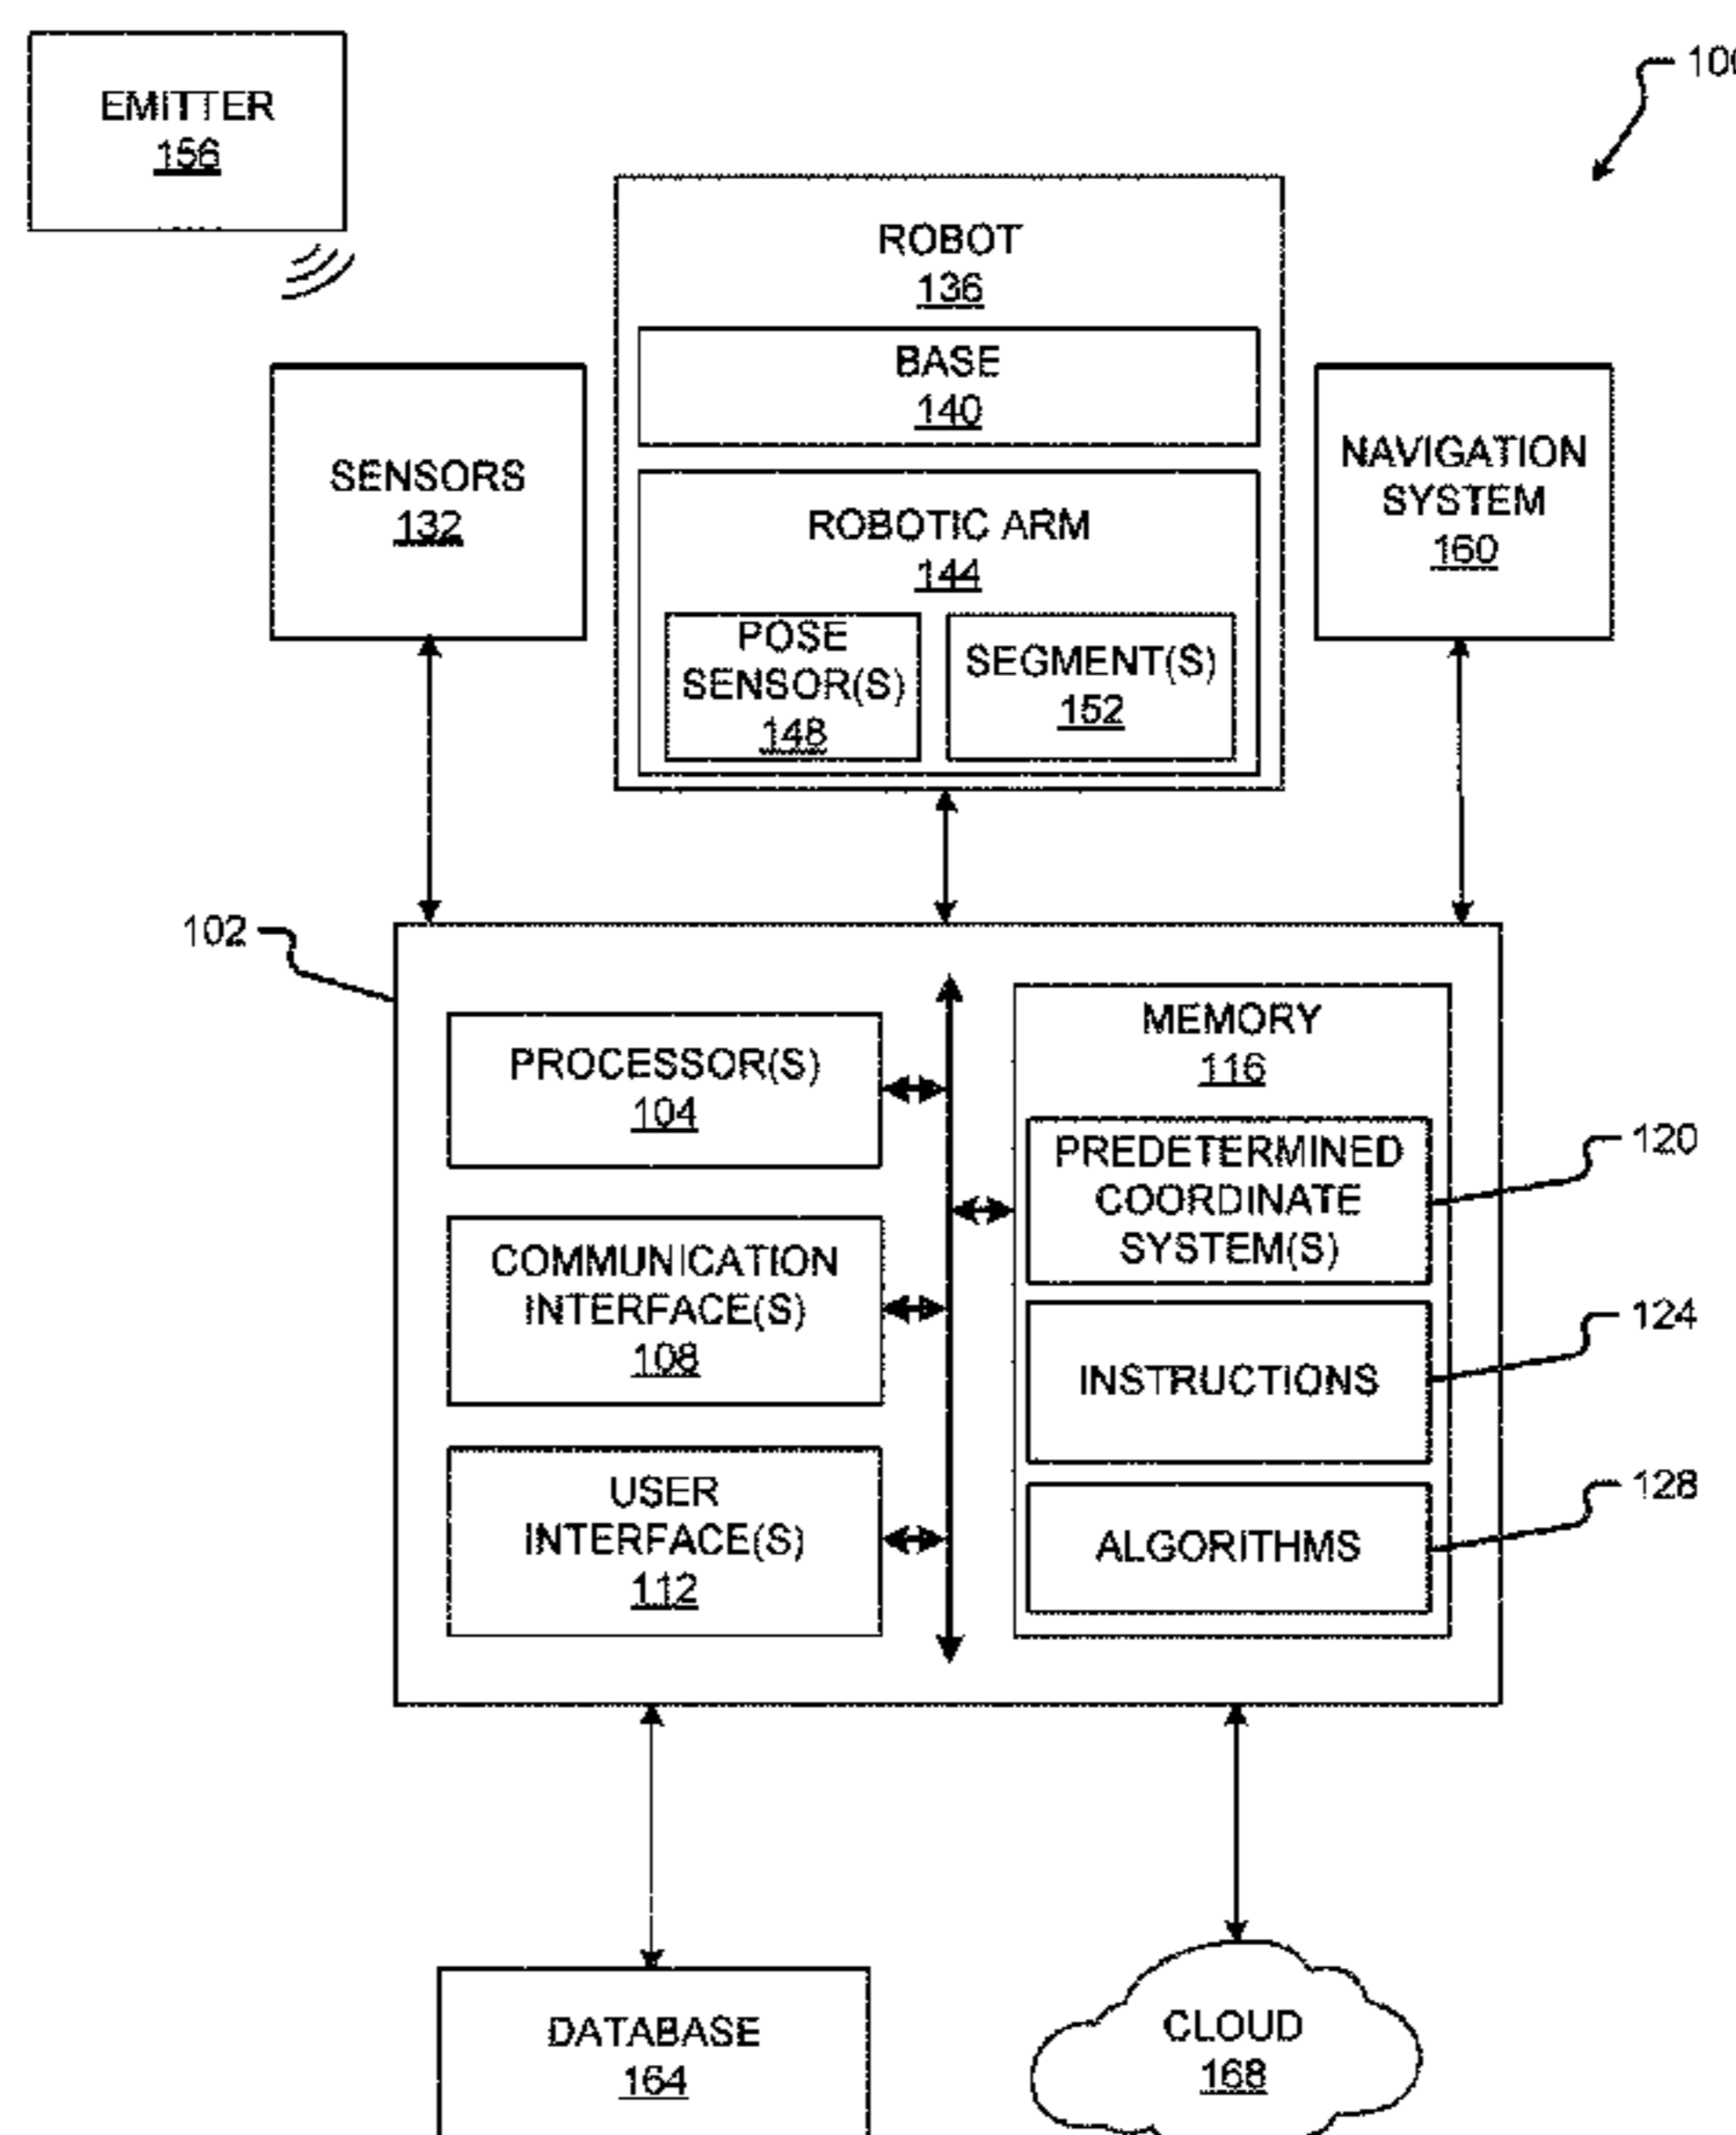 EMITTER
156
100
ROBOT
136
BASE
140
SENSORS
132
ROBOTIC ARM
144
NAVIGATION
SYSTEM
160
POSE
SENSOR(S)
148
SEGMENT(S)
152
102
PROCESSOR(S)
104
MEMORY
116
PREDETERMINED
COORDINATE
SYSTEM(S)
120
COMMUNICATION
INTERFACE(S)
108
INSTRUCTIONS
124
USER
INTERFACE(S)
112
ALGORITHMS
128
DATABASE
164
CLOUD
168